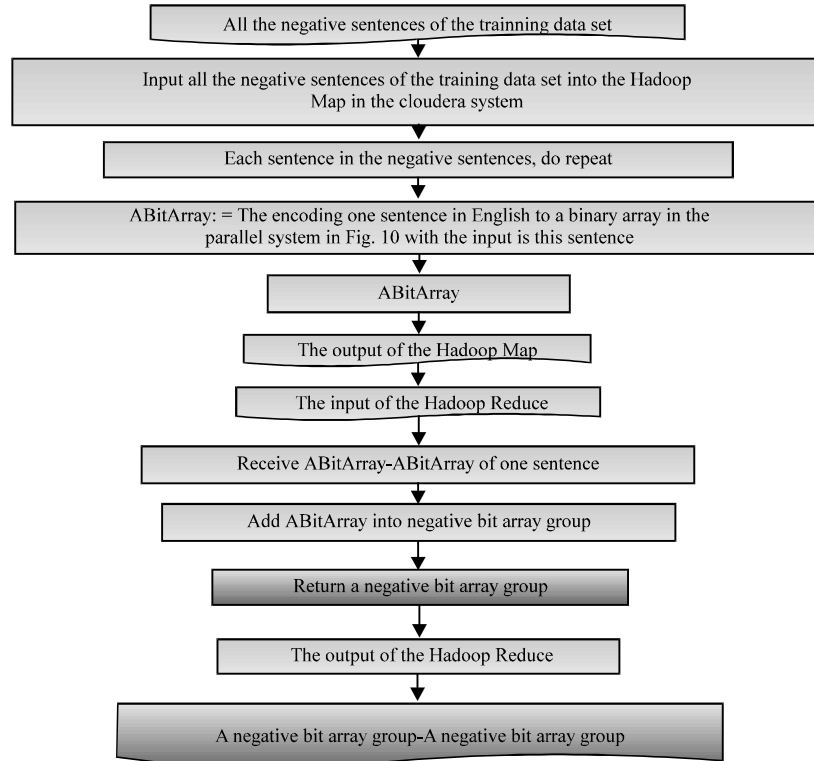 All the negative sentences of the trainning data set
Input all the negative sentences of the training data set into the Hadoop
Map in the cloudera system
Each sentence in the negative sentences, do repeat
ABitArray: = The encoding one sentence in English to a binary array in the
parallel system in Fig. 10 with the input is this sentence
ABitArray
The output of the Hadoop Map
The input of the Hadoop Reduce
Receive ABitArray-ABitArray of one sentence
Add ABitArray into negative bit array group
Return a negative bit array group
The output of the Hadoop Reduce
A negative bit array group-A negative bit array group